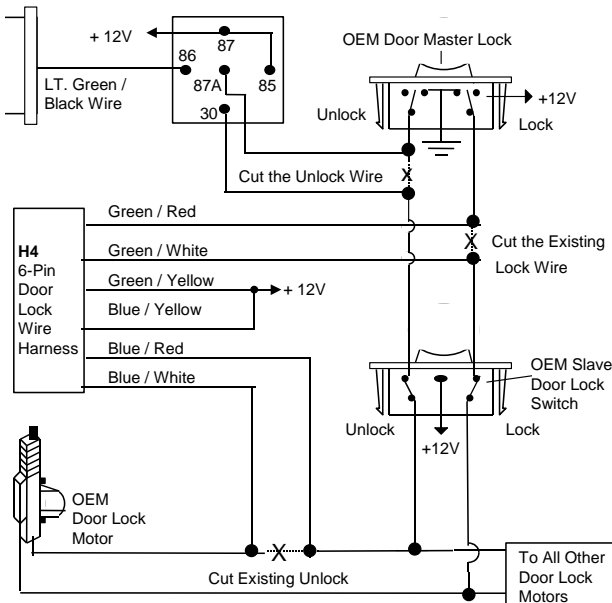 + 12V
87
86
87A
85
30
LT. Green /
Black Wire
OEM Door Master Lock
+12V
Unlock
Lock
X
Cut the Unlock Wire
Green / Red
X
Cut the Existing
Lock Wire
H4
6-Pin
Door
Lock
Wire
Harness
Green / White
Green / Yellow
+ 12V
Blue / Yellow
Blue / Red
Blue / White
OEM Slave
Door Lock
Switch
Unlock
Lock
+12V
OEM
Door Lock
Motor
X
Cut Existing Unlock
To All Other
Door Lock
Motors